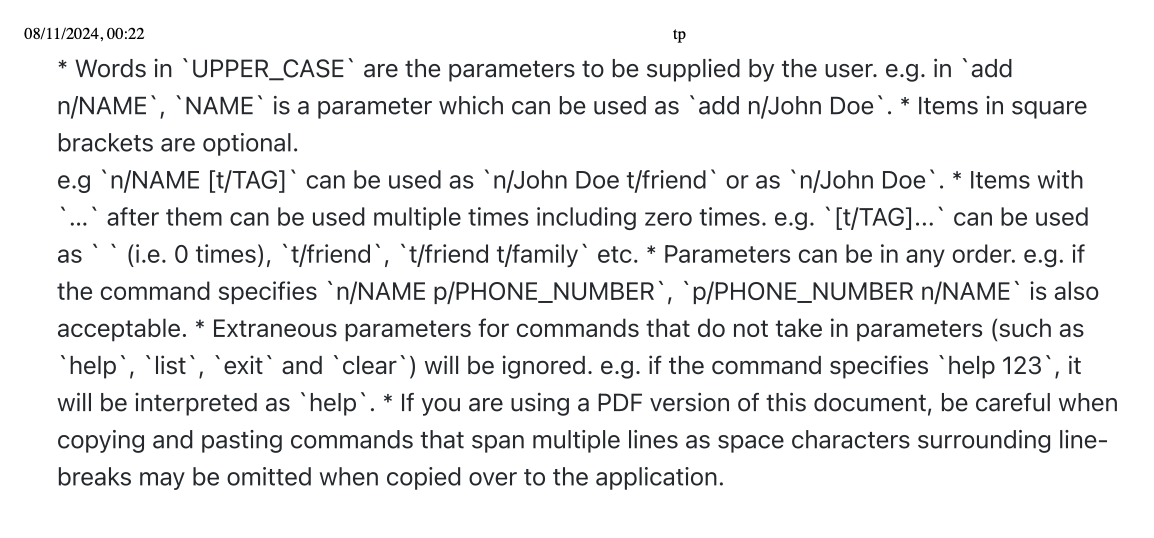 08/11/2024, 00:22 tp
* Words in `UPPER_CASE` are the parameters to be supplied by the user. e.g. in `add
n/NAME`, `NAME` is a parameter which can be used as `add n/John Doe`. * Items in square
brackets are optional.
e.g `n/NAME [t/TAG]` can be used as `n/John Doe t/friend` or as `n/John Doe`. * Items with
`…` after them can be used multiple times including zero times. e.g. `[t/TAG]…` can be used
as ` ` (i.e. 0 times), `t/friend`, `t/friend t/family` etc. * Parameters can be in any order. e.g. if
the command specifies `n/NAME p/PHONE_NUMBER`, `p/PHONE_NUMBER n/NAME` is also
acceptable. * Extraneous parameters for commands that do not take in parameters (such as
`help`, `list`, `exit` and `clear`) will be ignored. e.g. if the command specifies `help 123`, it
will be interpreted as `help`. * If you are using a PDF version of this document, be careful when
copying and pasting commands that span multiple lines as space characters surrounding line-
breaks may be omitted when copied over to the application.